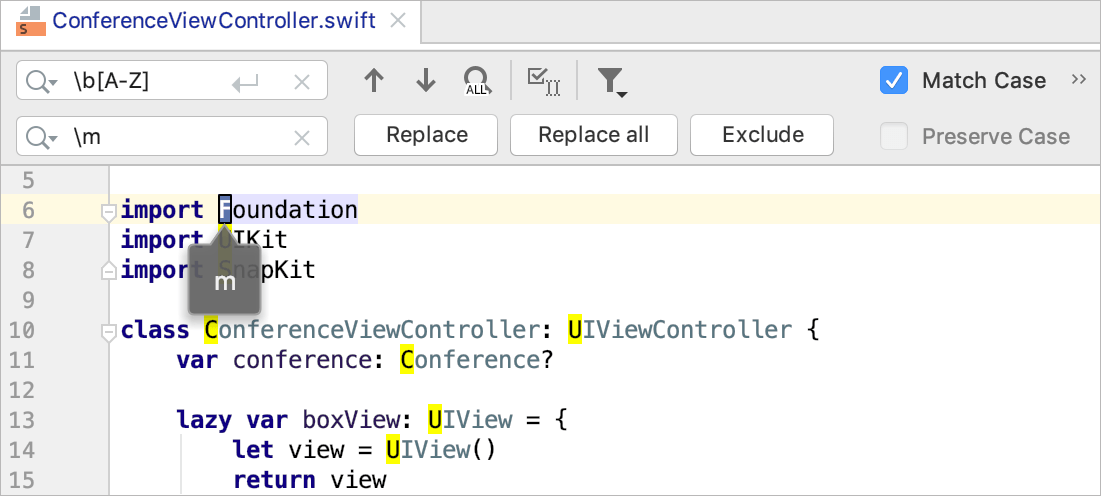 ConferenceViewController.swift
\b[A-Z]
ALL
Match Case
\m
Replace
Replace all
Exclude
Preserve Case
5
6 import Foundation
7 import UIKit
8 import SnapKit
m
9
10 class ConferenceViewController: UIViewController {
11 var conference: Conference?
12
13 lazy var boxView: UIView = {
14 let view = UIView()
15 return view